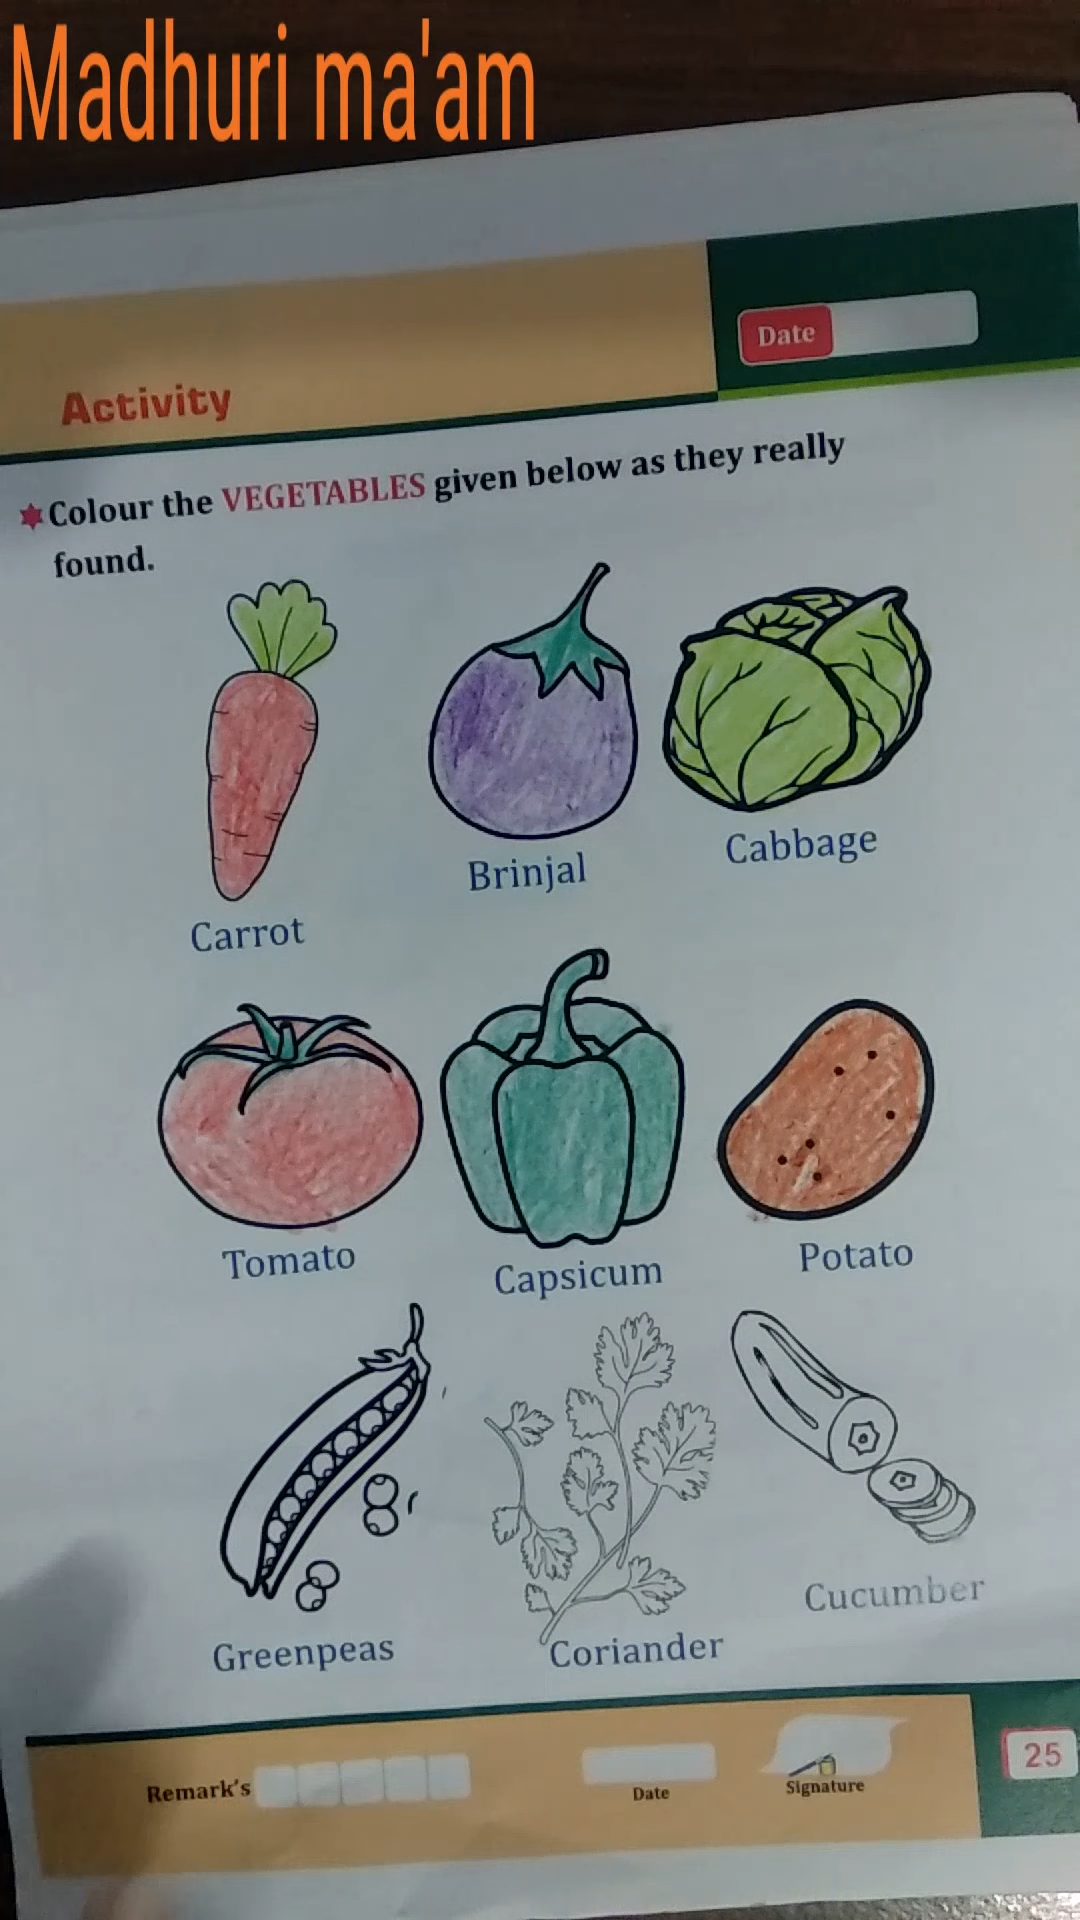 Madhuri ma'am
Date
Activity
Colour the VEGETABLES given below as they really
found.
Carrot
Brinjal
Cabbage
Tomato
Capsicum
Potato
Greenpeas
Coriander
Cucumber
Remark's
Date
Signature
25